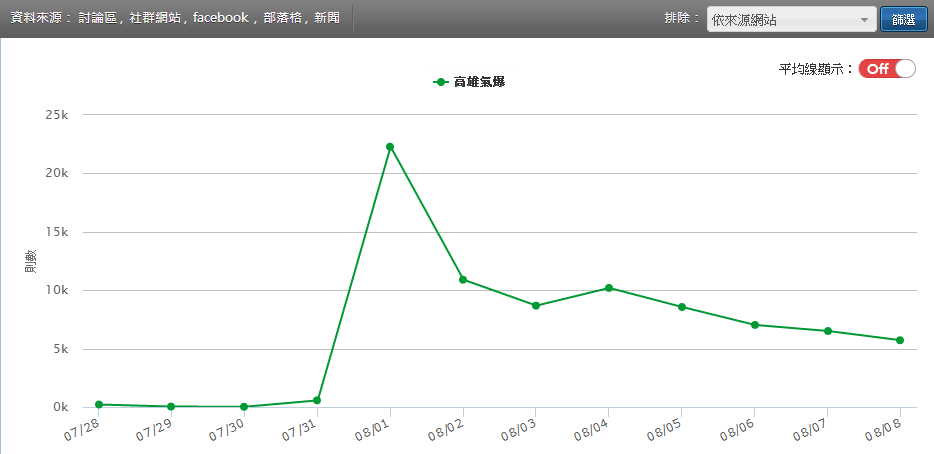 資料來源： 討論區, 社群網站, facebook , 部落格, 新聞
排除： 依來源網站 篩選
平均線顯示： Off
高雄氣爆
25k
20k
15k
10k
5k
0k
則數
07/28 07/29 07/30 07/31 08/01 08/02 08/03 08/04 08/05 08/06 08/07 08/08